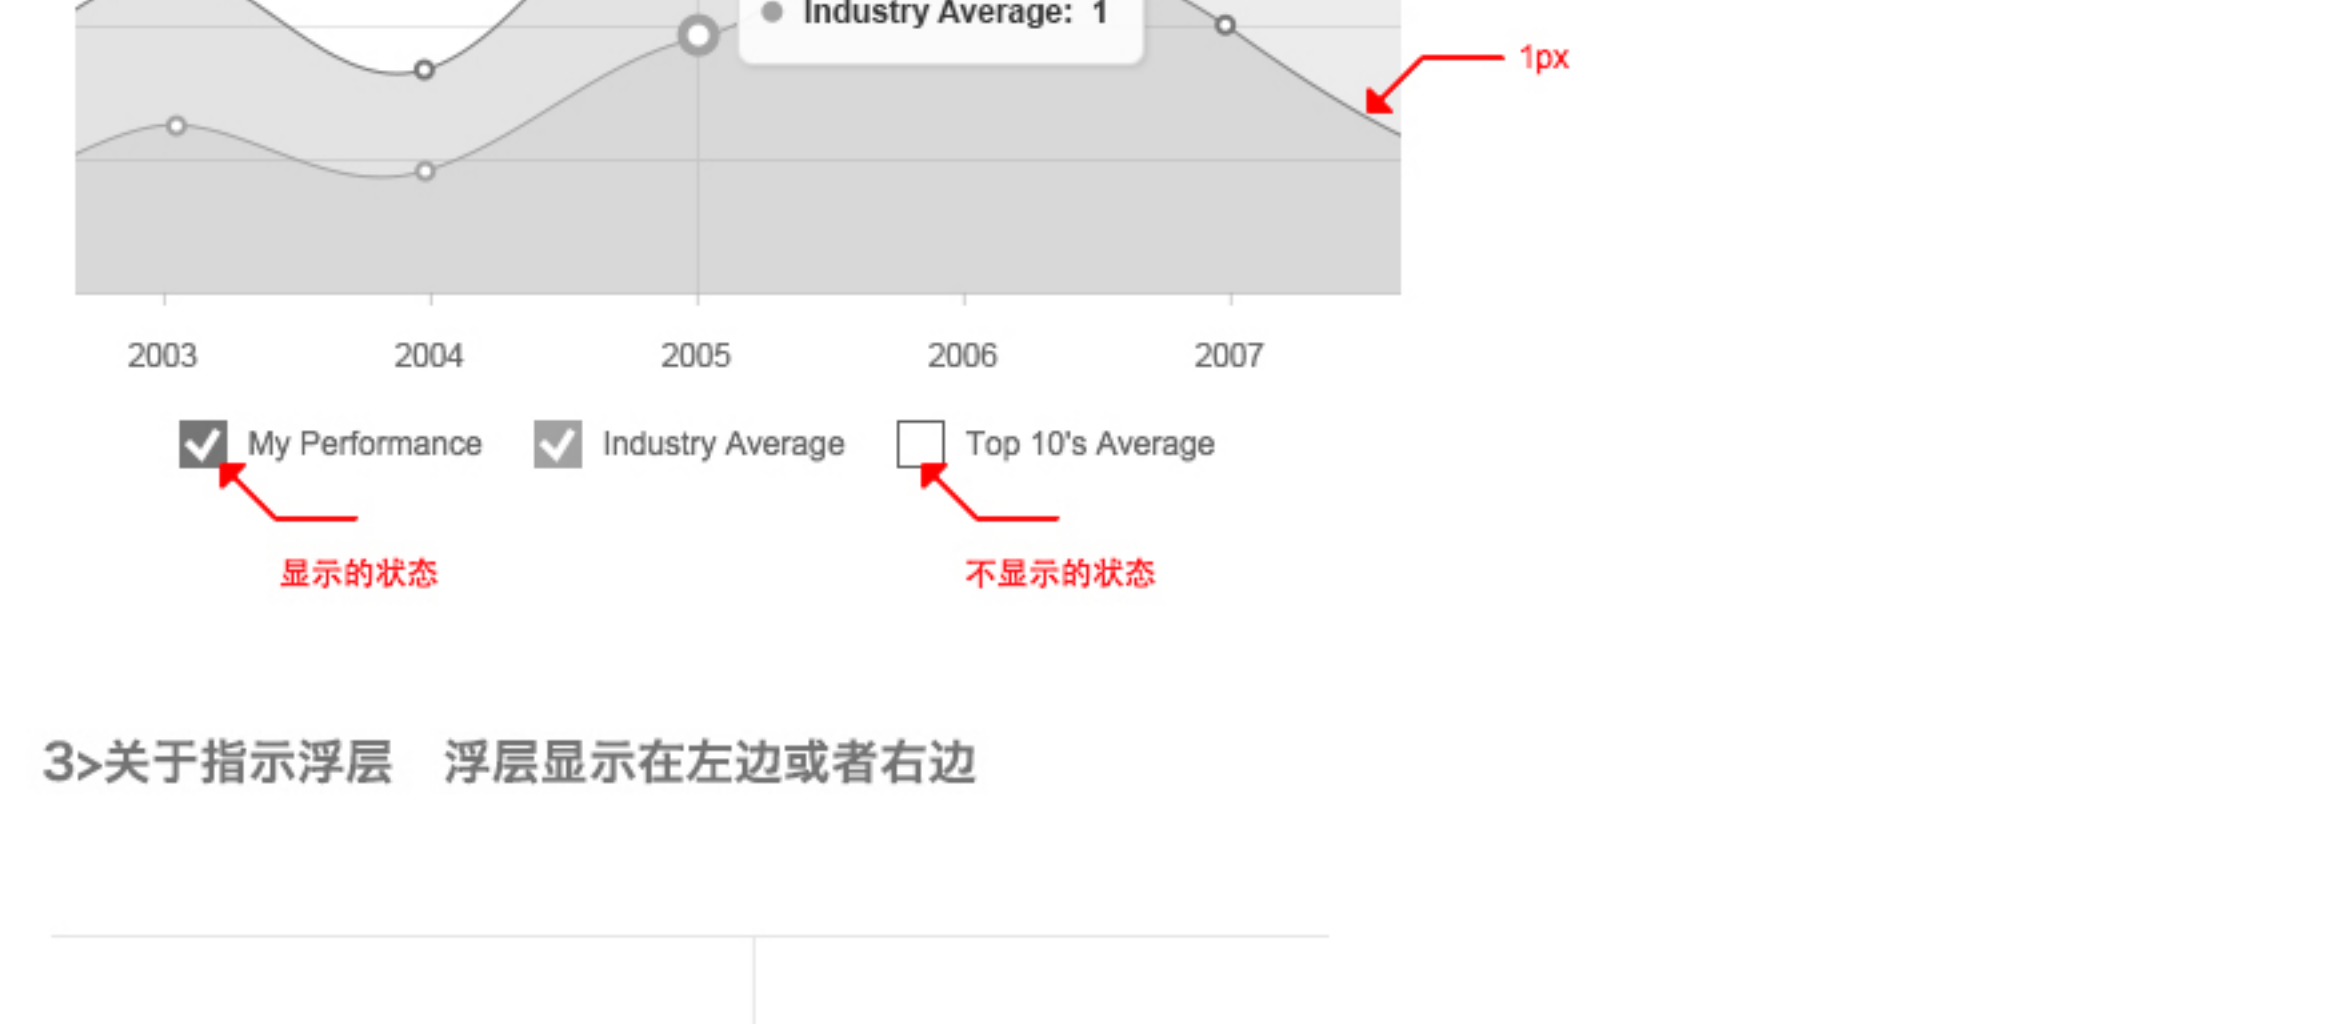 Industry Average: 1
1px
2003 2004 2005 2006 2007
My Performance Industry Average Top 10's Average
显示的状态 不显示的状态
3>关于指示浮层 浮层显示在左边或者右边